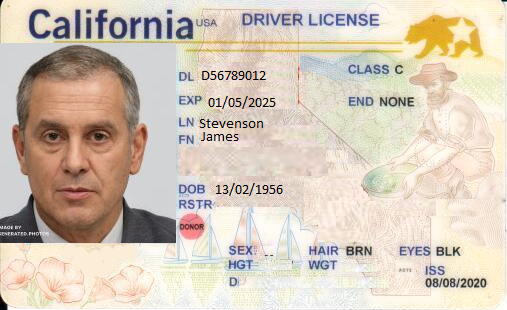 California USA DRIVER LICENSE
DL D56789012
CLASS C
EXP 01/05/2025
END NONE
LN Stevenson
FN James
DOB 13/02/1956
RSTR
DONOR
MADE BY
GENERATED.PHOTOS
SEX -- HAIR BRN EYES BLK
HGT WGT
ISS
D
08/08/2020